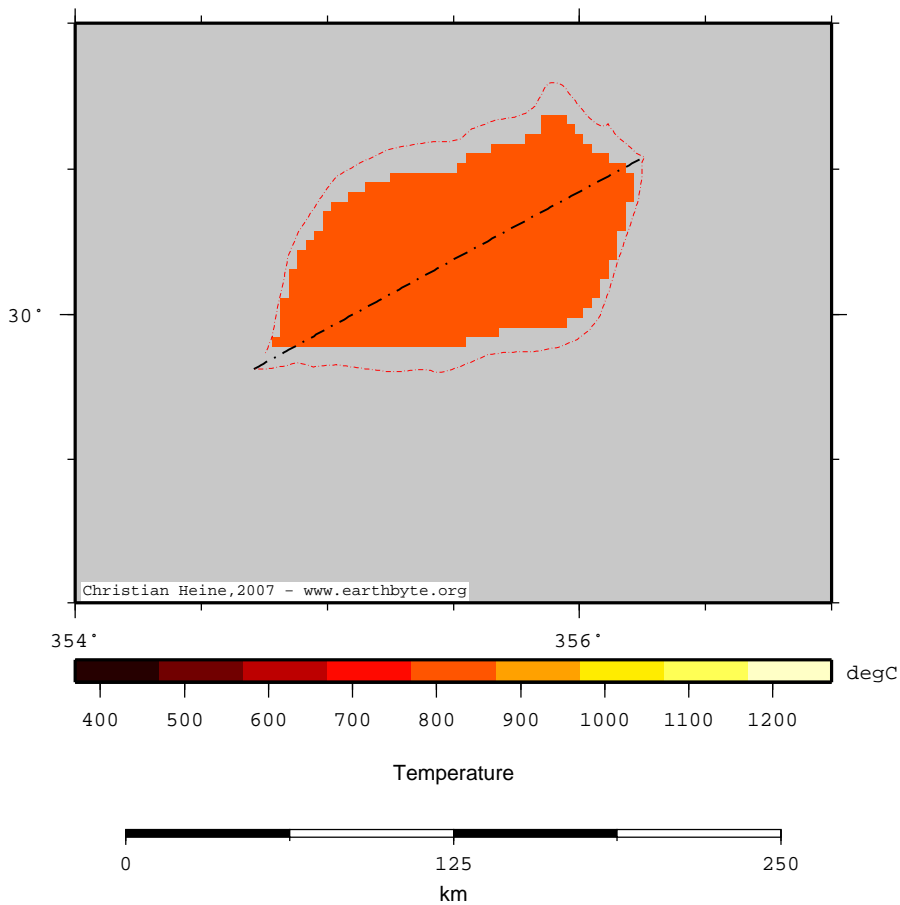 30°
Christian Heine,2007 - www.earthbyte.org
354° 356°
degC
400 500 600 700 800 900 1000 1100 1200
Temperature
0 125 250
km